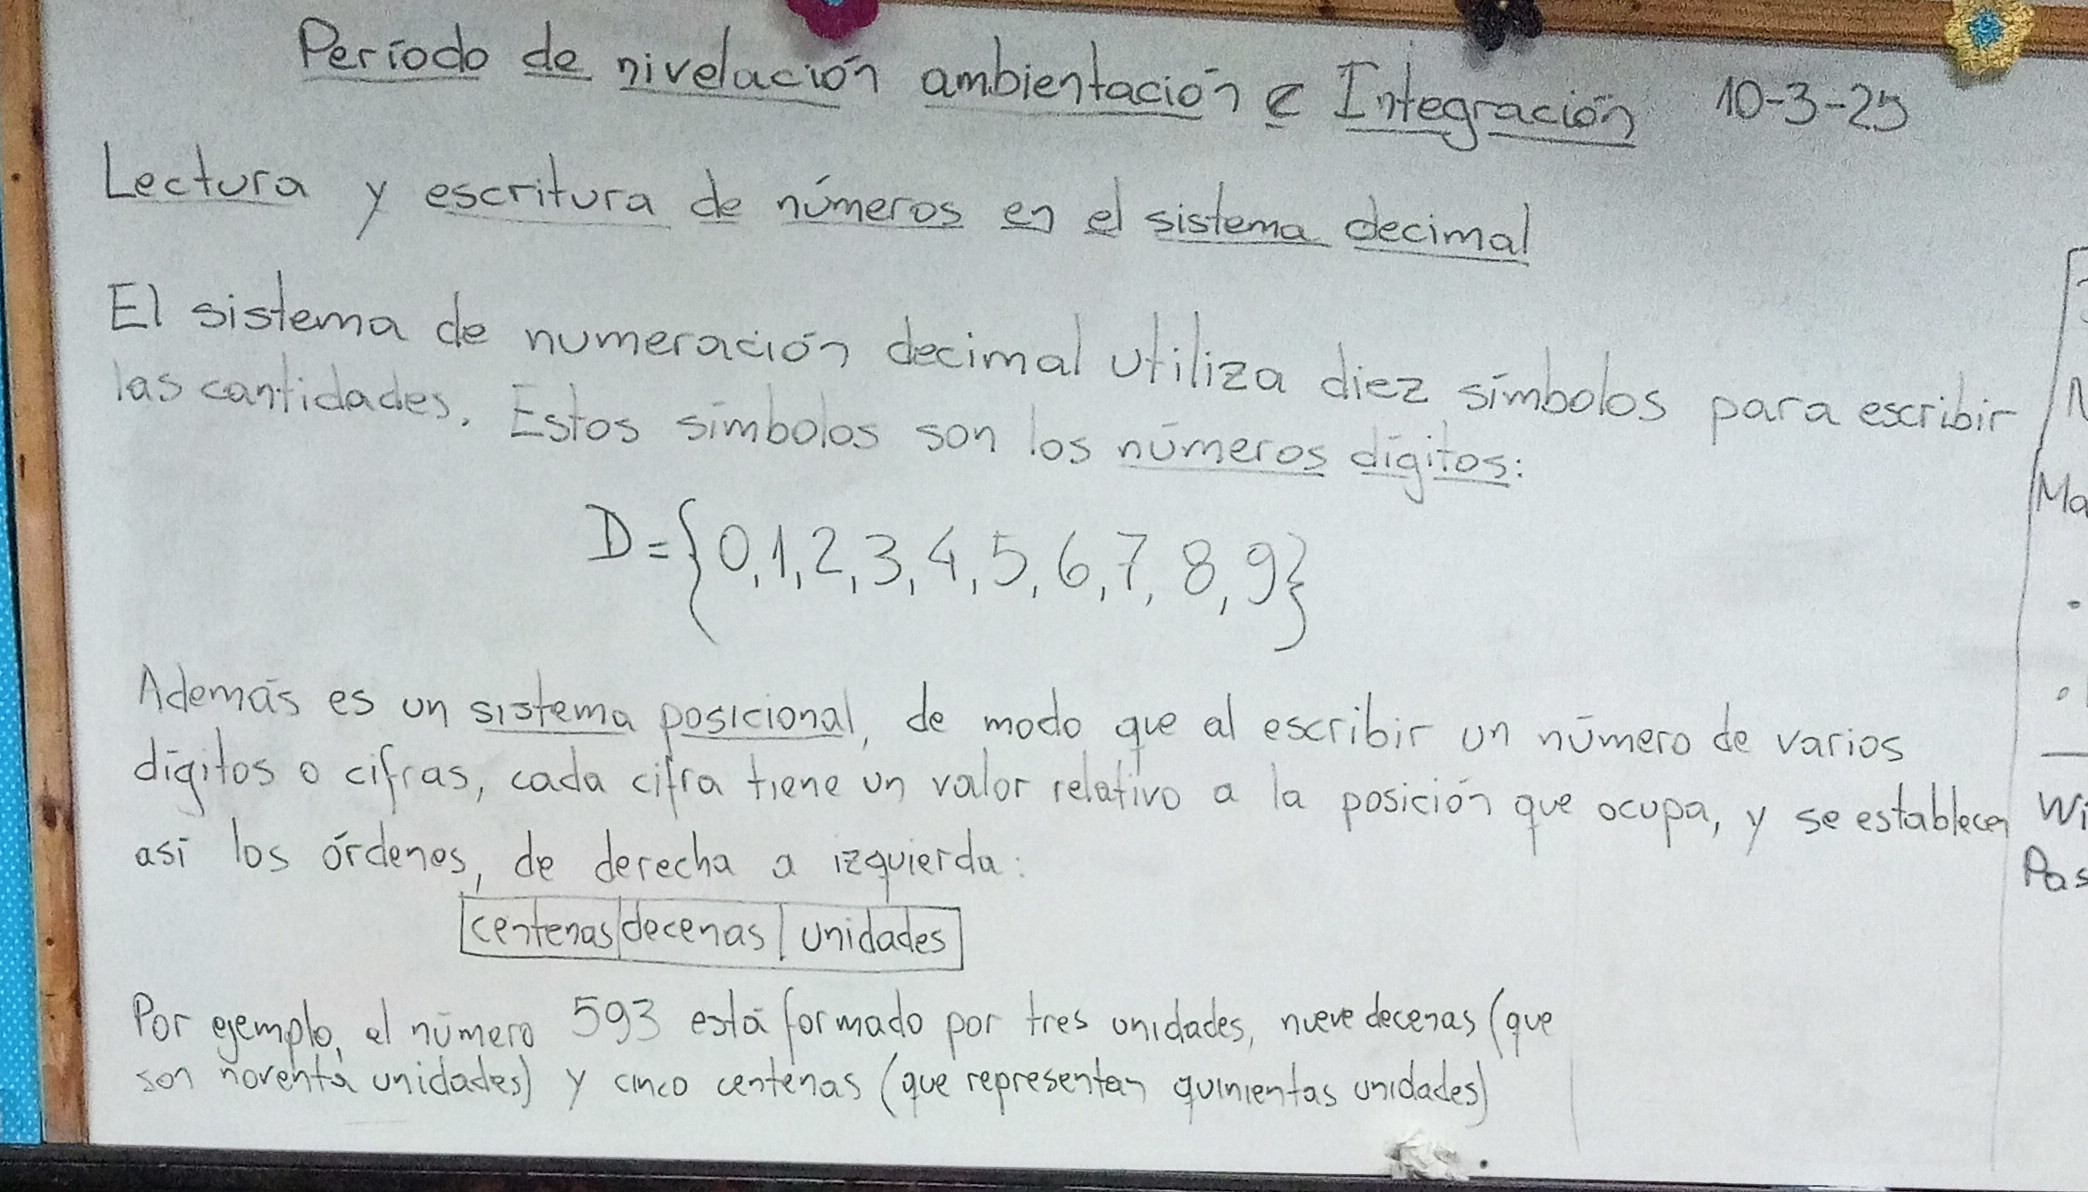 Período de nivelación ambientación e Integración 10-3-25
Lectura y escritura de números en el sistema decimal
El sistema de numeración decimal utiliza diez símbolos para escribir
las cantidades. Estos símbolos son los números dígitos:
D={0,1,2,3,4,5,6,7,8,9}
Además es un sistema posicional, de modo que al escribir un número de varios
dígitos o cifras, cada cifra tiene un valor relativo a la posición que ocupa, y se establecen
así los órdenes, de derecha a izquierda:
centenas decenas unidades
Por ejemplo, el número 593 está formado por tres unidades, nueve decenas (que
son noventa unidades) y cinco centenas (que representan quinientas unidades)
Ma
Wi
Pas